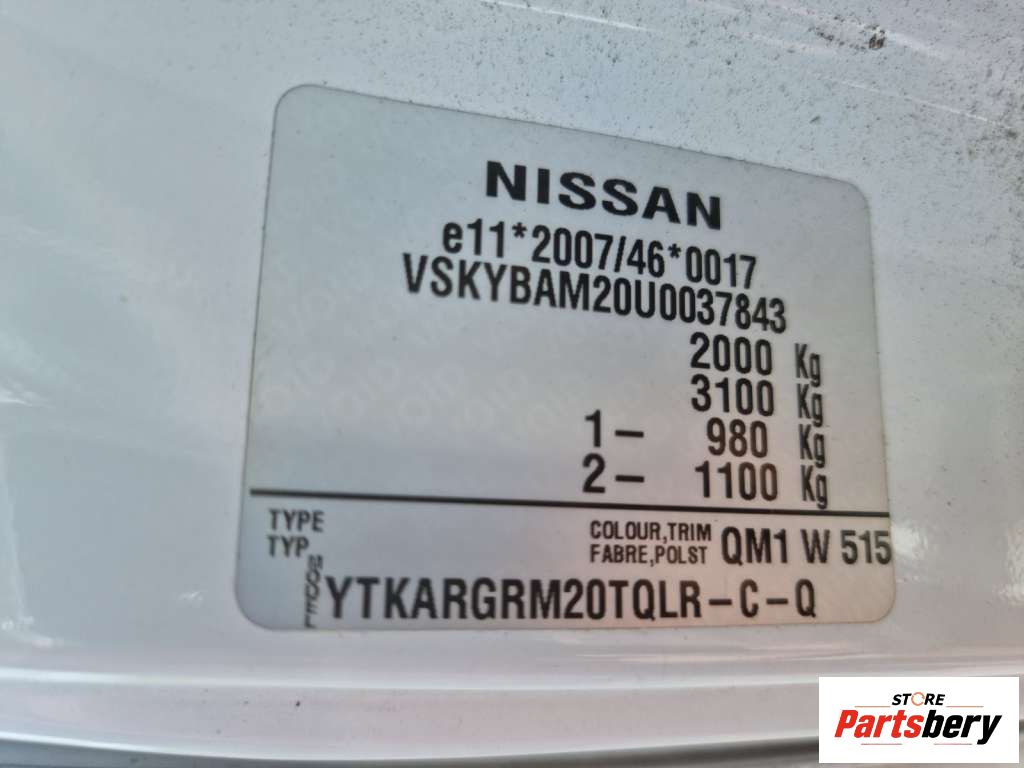 NISSAN
e11*2007/46*0017
VSKYBAM20U0037843
2000 Kg
3100 Kg
1- 980 Kg
2- 1100 Kg
TYPE
TYP
COLOUR,TRIM
FABRE,POLST
QM1 W 515
MODEL
YTKARGRM20TQLR-C-Q
STORE
Partsbery